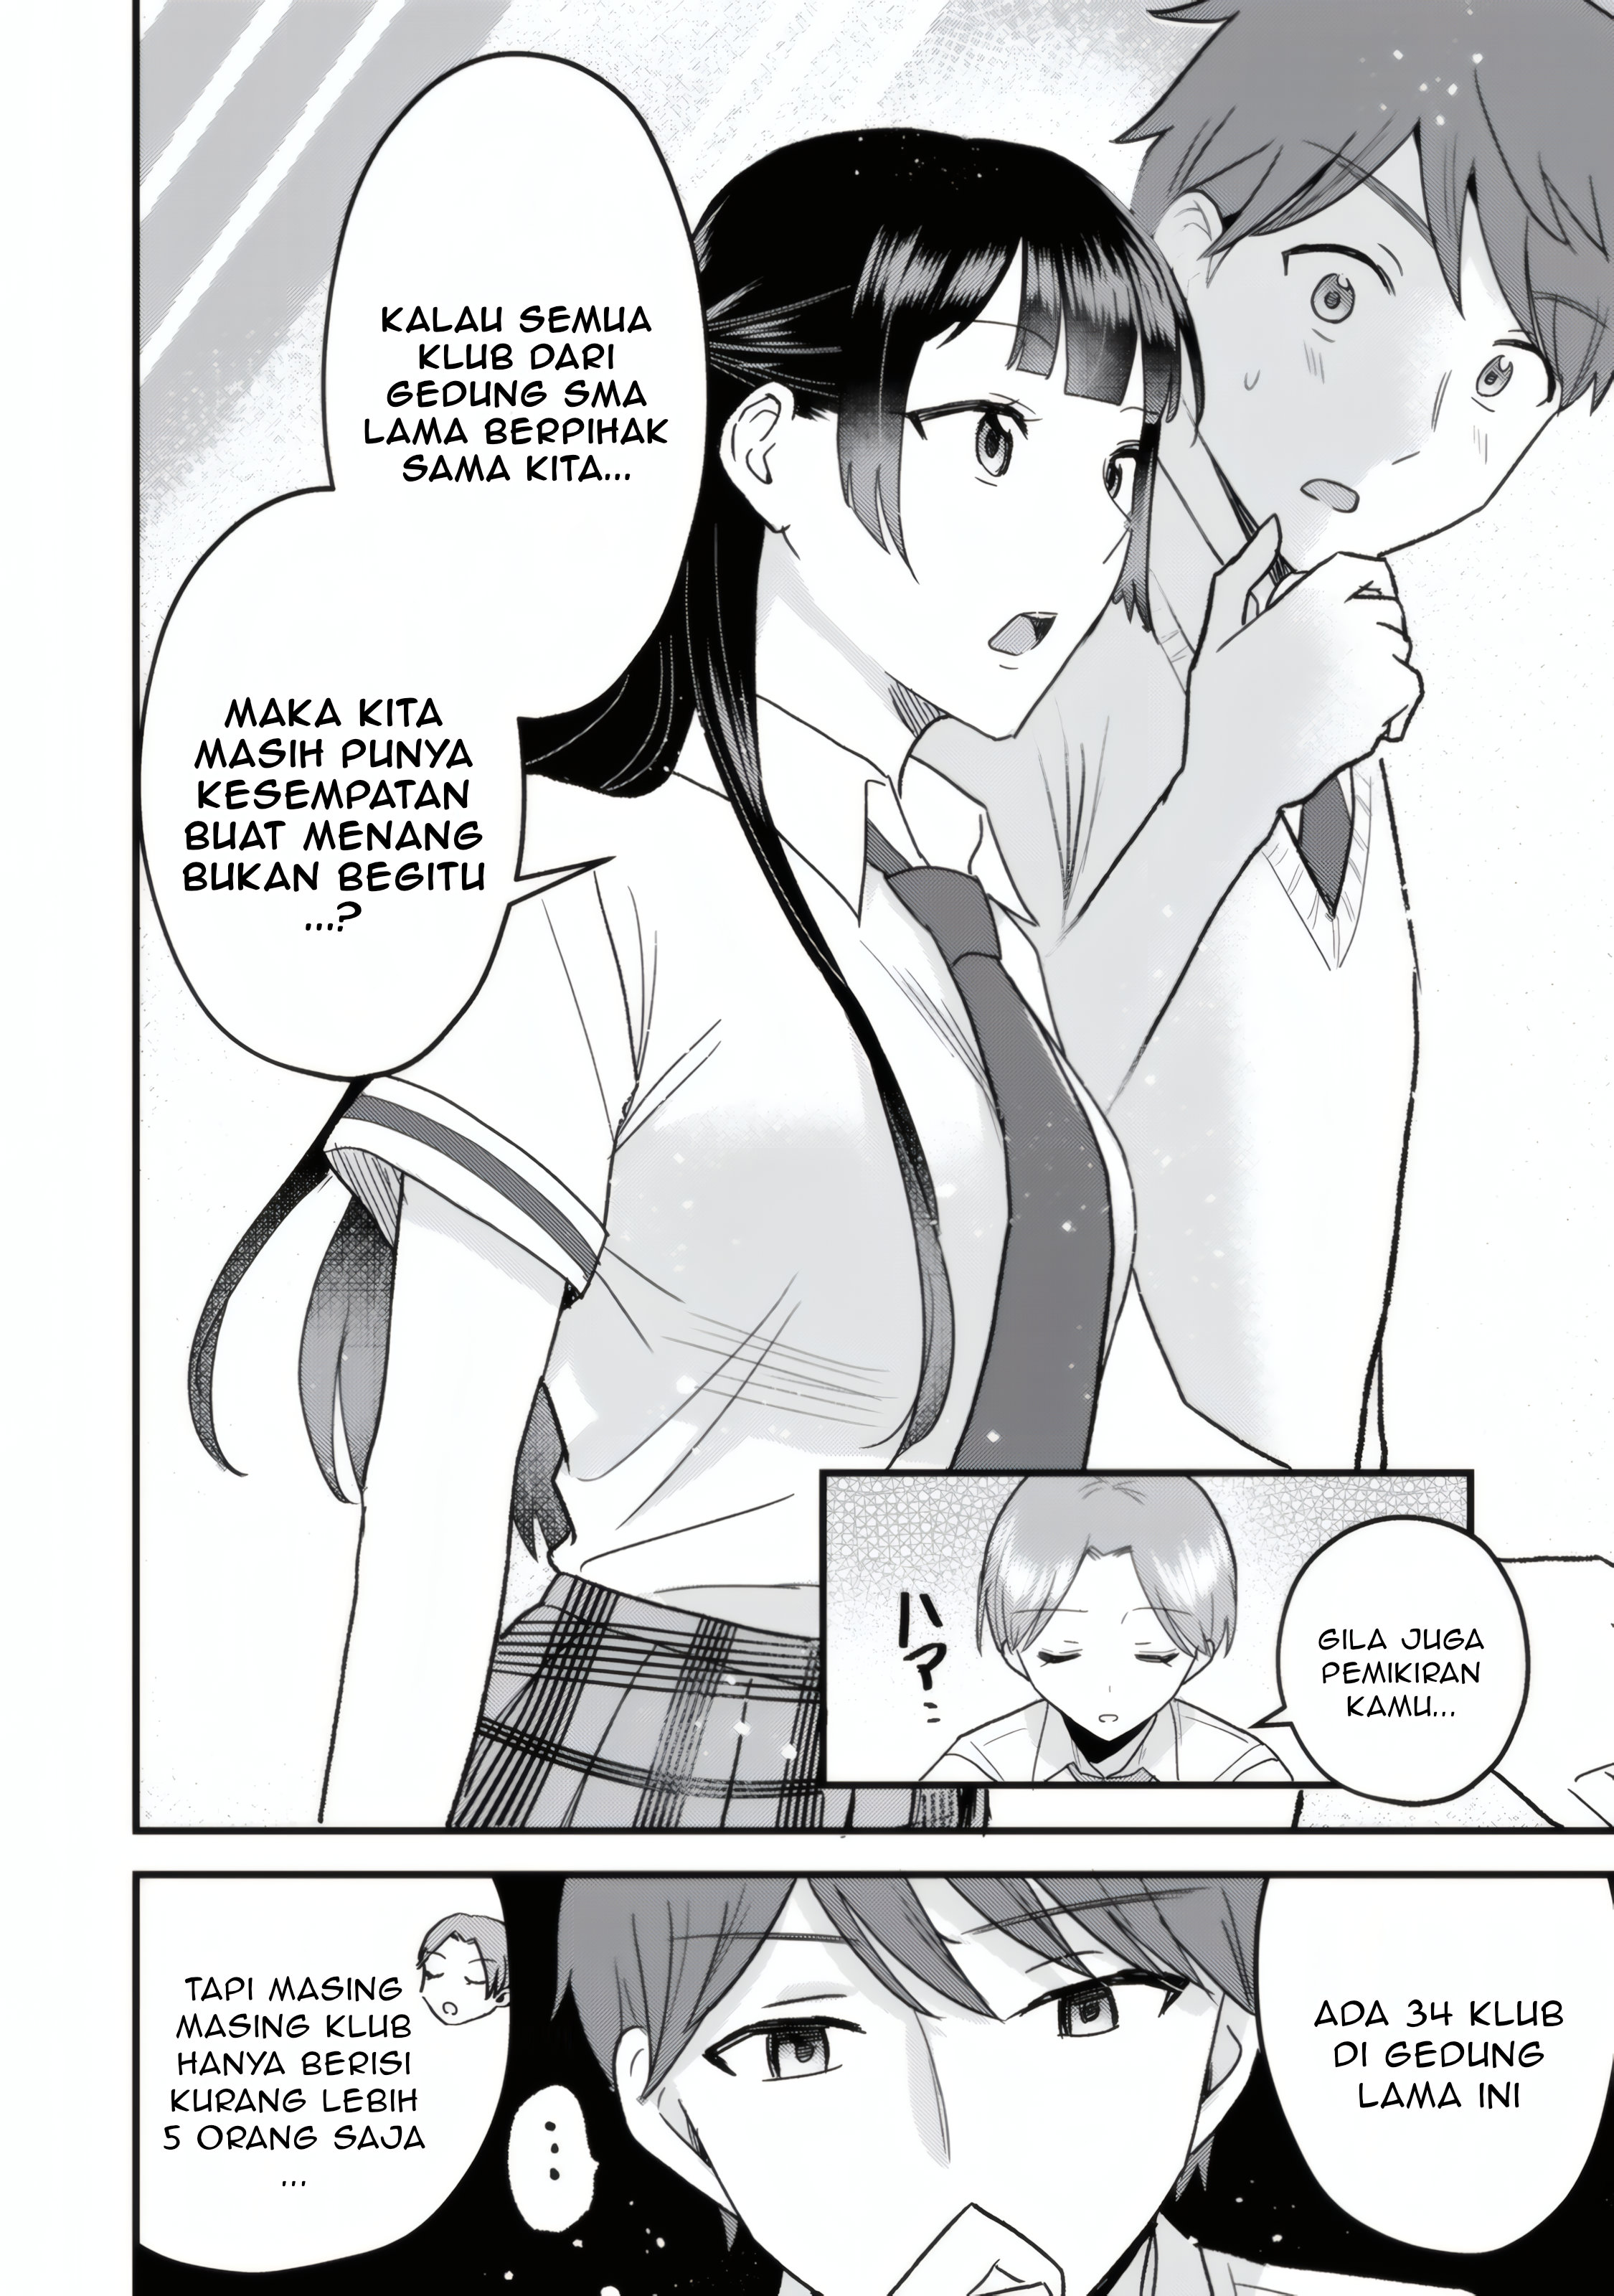 KALAU SEMUA
KLUB DARI
GEDUNG SMA
LAMA BERPIHAK
SAMA KITA...
MAKA KITA
MASIH PUNYA
KESEMPATAN
BUAT MENANG
BUKAN BEGITU
...?
ハァ…
GILA JUGA
PEMIKIRAN
KAMU...
ADA 34 KLUB
DI GEDUNG
LAMA INI
...
TAPI MASING
MASING KLUB
HANYA BERISI
KURANG LEBIH
5 ORANG SAJA
...